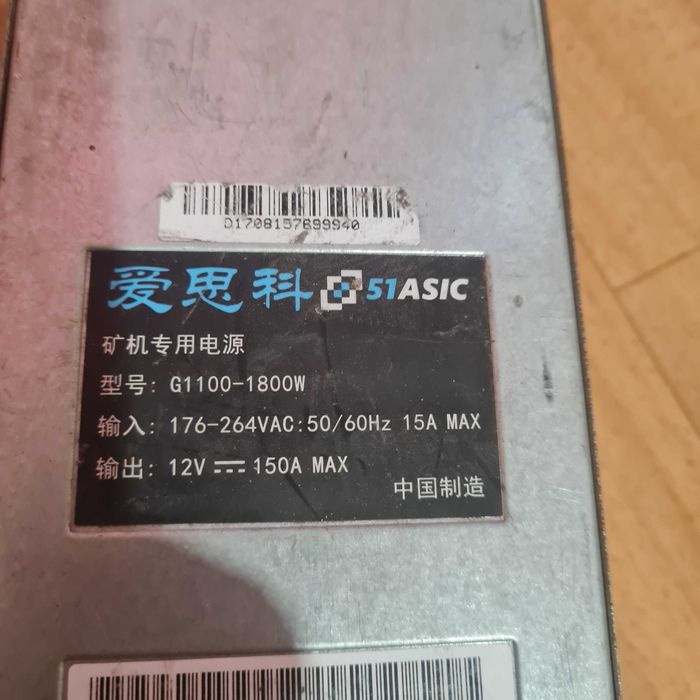 D1708157899940
爱思科 51ASIC
矿机专用电源
型号: G1100-1800W
输入: 176-264VAC:50/60Hz 15A MAX
输出: 12V 150A MAX
中国制造